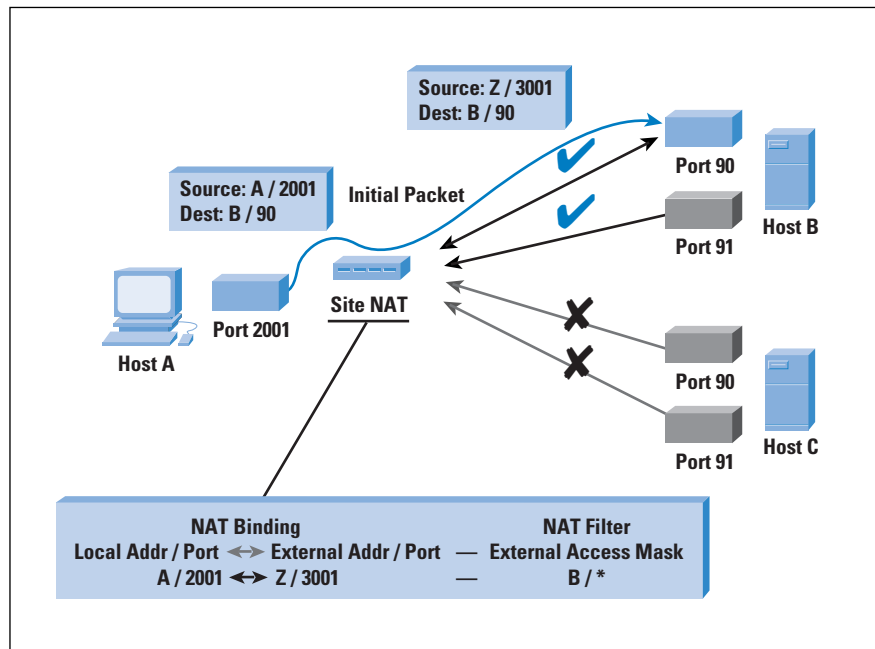 Source: Z / 3001
Dest: B / 90
Port 90
Source: A / 2001
Dest: B / 90
Initial Packet
Port 91
Host B
Site NAT
Port 2001
Host A
Port 90
Port 91
Host C
NAT Binding NAT Filter
Local Addr / Port External Addr / Port — External Access Mask
A / 2001 Z / 3001 — B / *